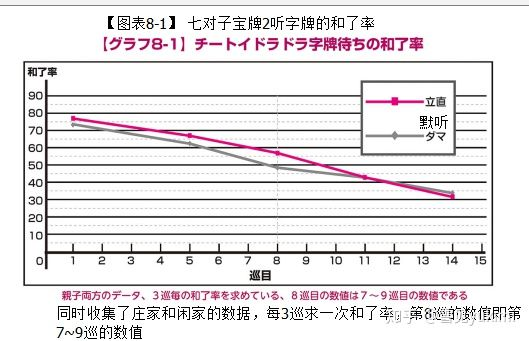 【图表8-1】 七对子宝牌2听字牌的和了率
【グラフ8-1】チートイドラドラ字牌待ちの和了率
和了率
90
80
70
60
50
40
30
20
10
0
1 2 3 4 5 6 7 8 9 10 11 12 13 14 15
巡目
立直
默听
ダマ
親子両方のデータ、3巡毎の和了率を求めている、8巡目の数値は7～9巡目の数値である
同时收集了庄家和闲家的数据，每3巡求一次和了率，第8巡的数值即第
7~9巡的数值